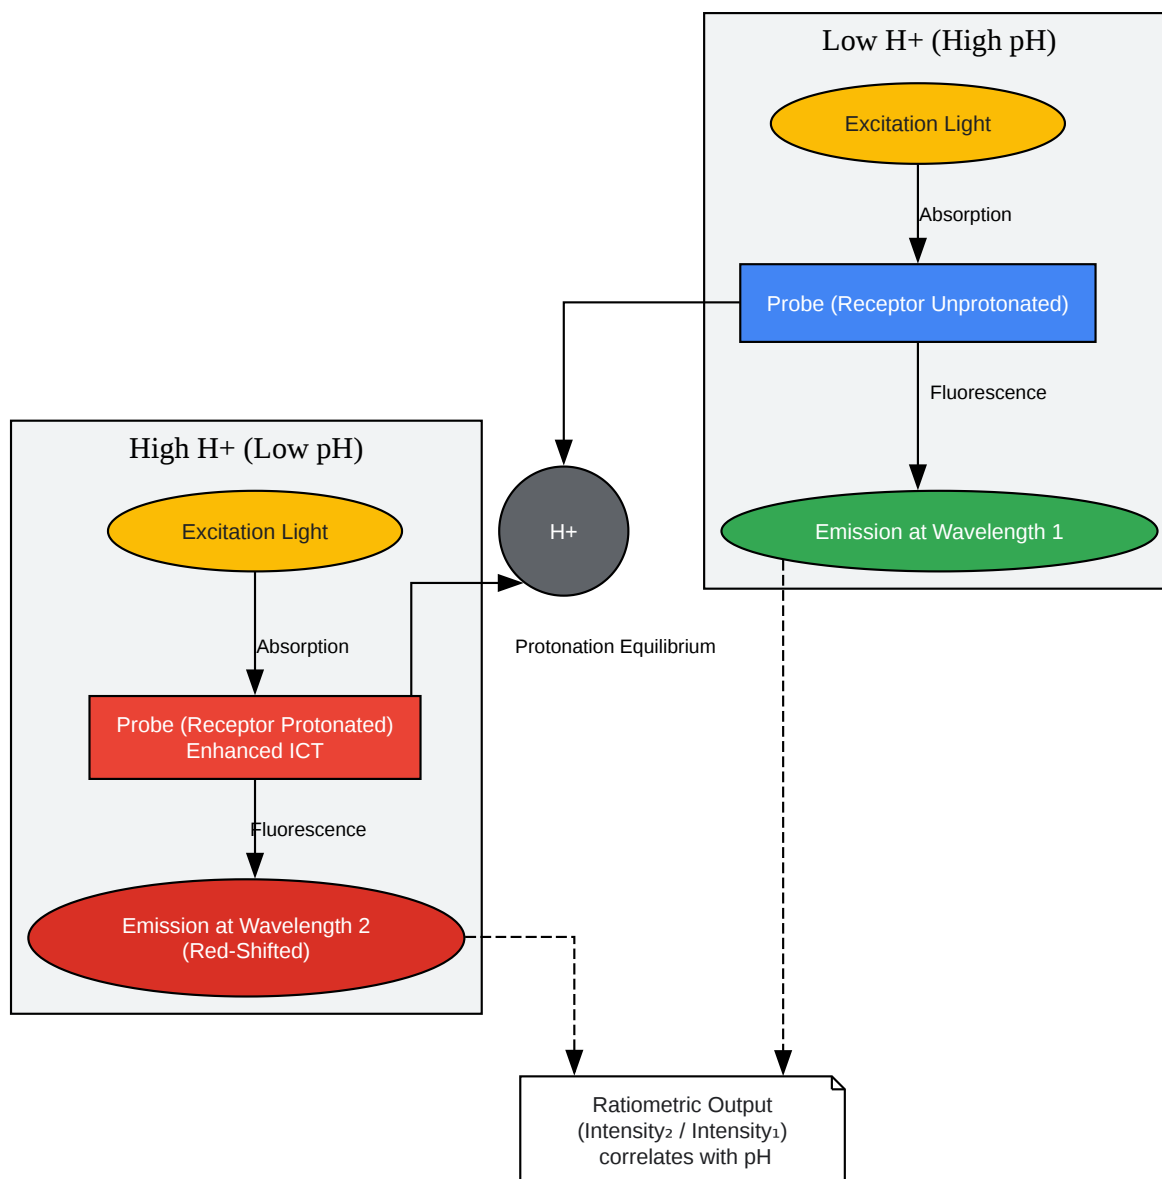 Low H+ (High pH)
Excitation Light
Absorption
Probe (Receptor Unprotonated)
Fluorescence
Emission at Wavelength 1
High H+ (Low pH)
Excitation Light
H+
Absorption
Protonation Equilibrium
Probe (Receptor Protonated)
Enhanced ICT
Fluorescence
Emission at Wavelength 2
(Red-Shifted)
Ratiometric Output
(Intensity₂ / Intensity₁)
correlates with pH